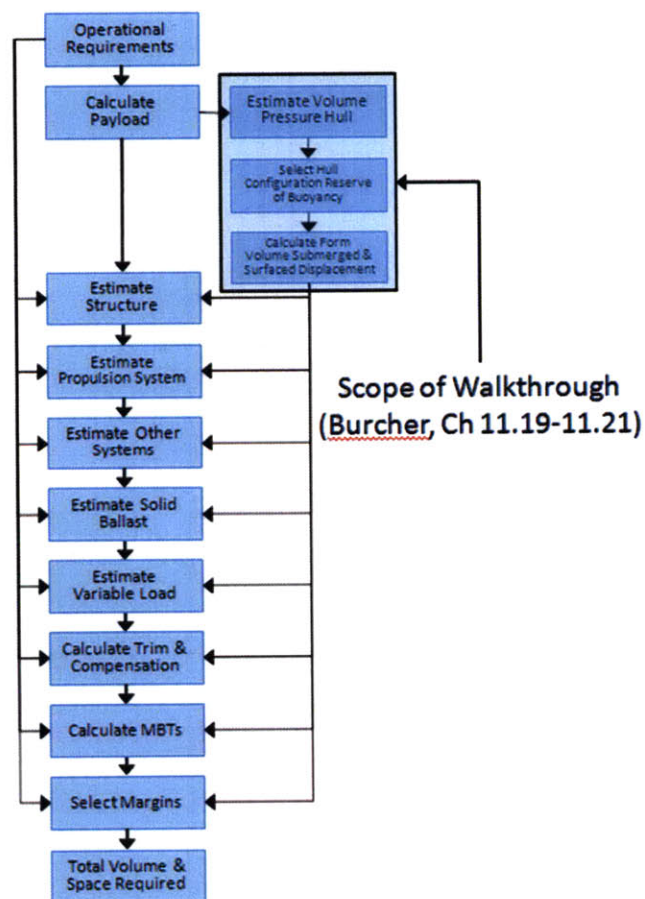 Operational
Requirements
Calculate
Payload
Estimate Volume
Pressure Hull
Select Hull
Configuration Reserve
of Buoyancy
Calculate Form
Volume Submerged &
Surfaced Displacement
Estimate
Structure
Estimate
Propulsion System
Scope of Walkthrough
(Burcher, Ch 11.19-11.21)
Estimate Other
Systems
Estimate Solid
Ballast
Estimate
Variable Load
Calculate Trim &
Compensation
Calculate MBTs
Select Margins
Total Volume &
Space Required